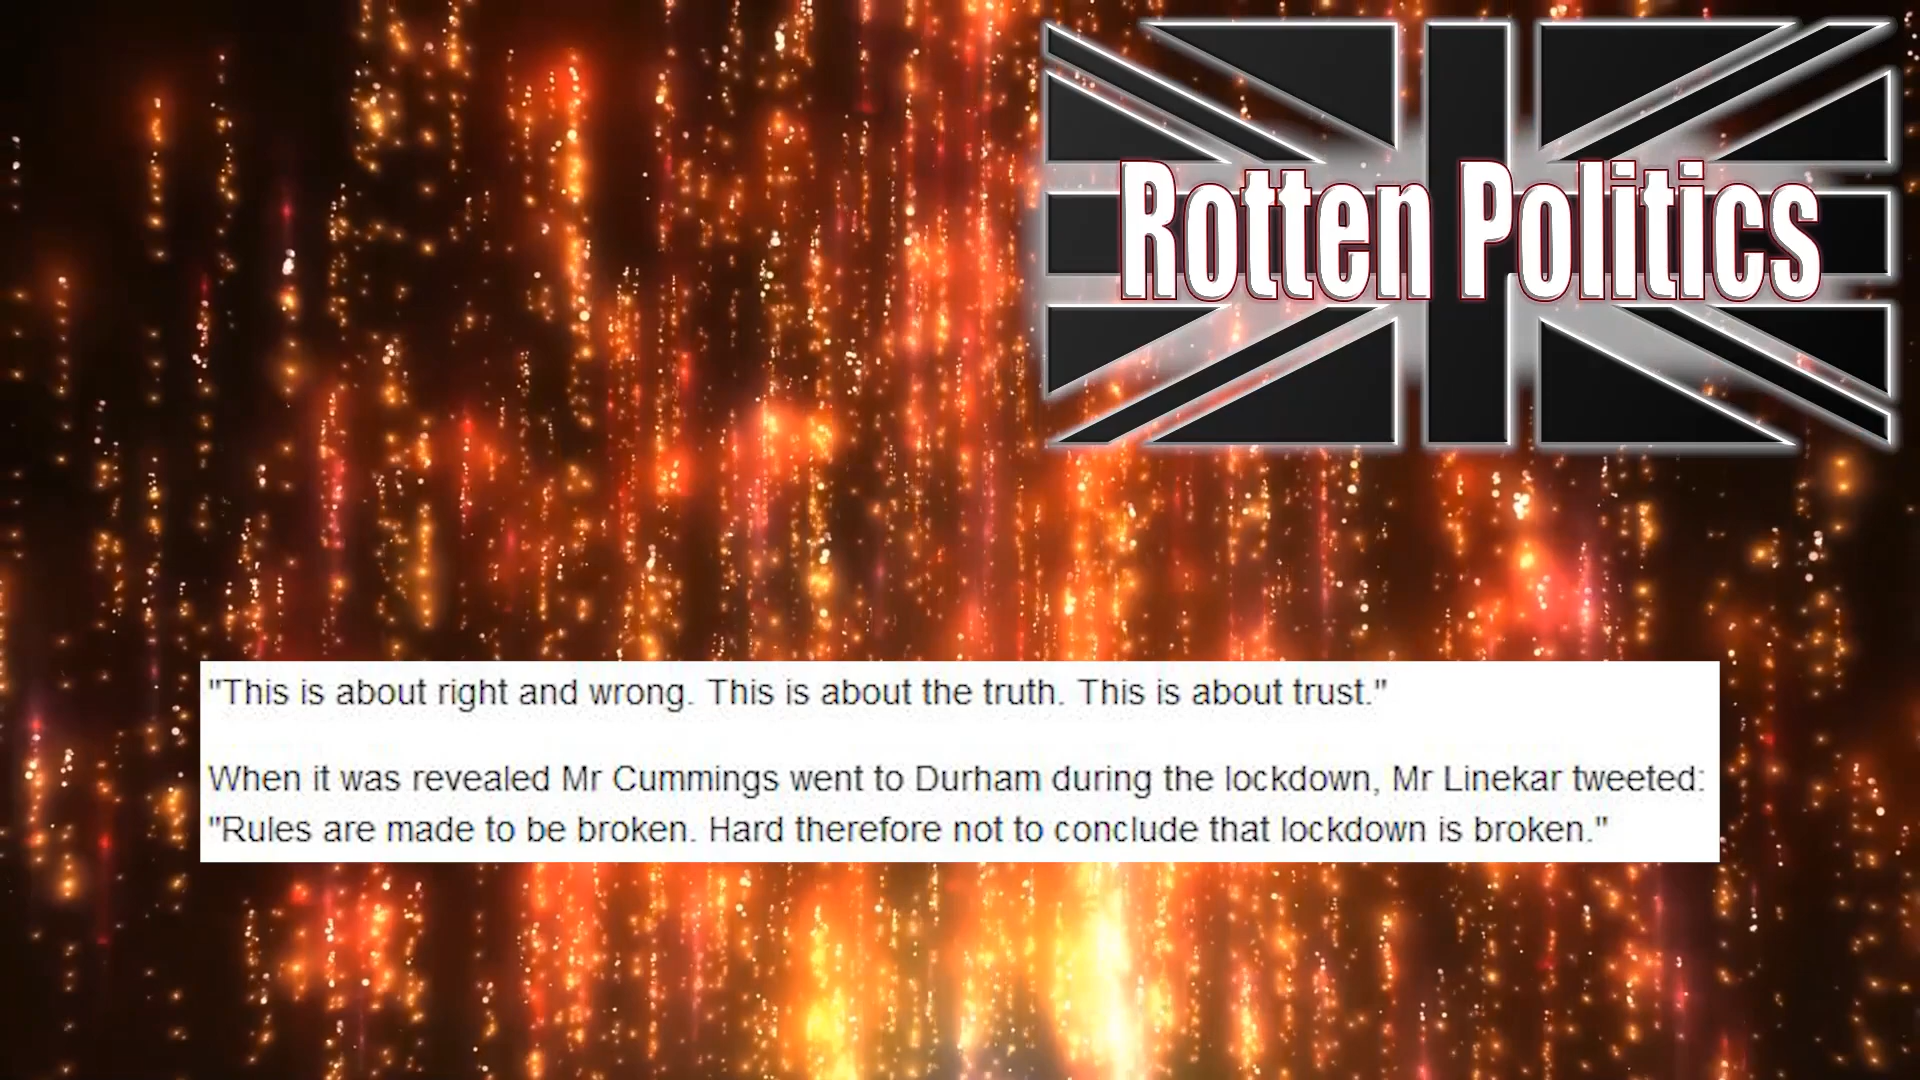 Rotten Politics
"This is about right and wrong. This is about the truth. This is about trust."
When it was revealed Mr Cummings went to Durham during the lockdown, Mr Linekar tweeted:
"Rules are made to be broken. Hard therefore not to conclude that lockdown is broken."